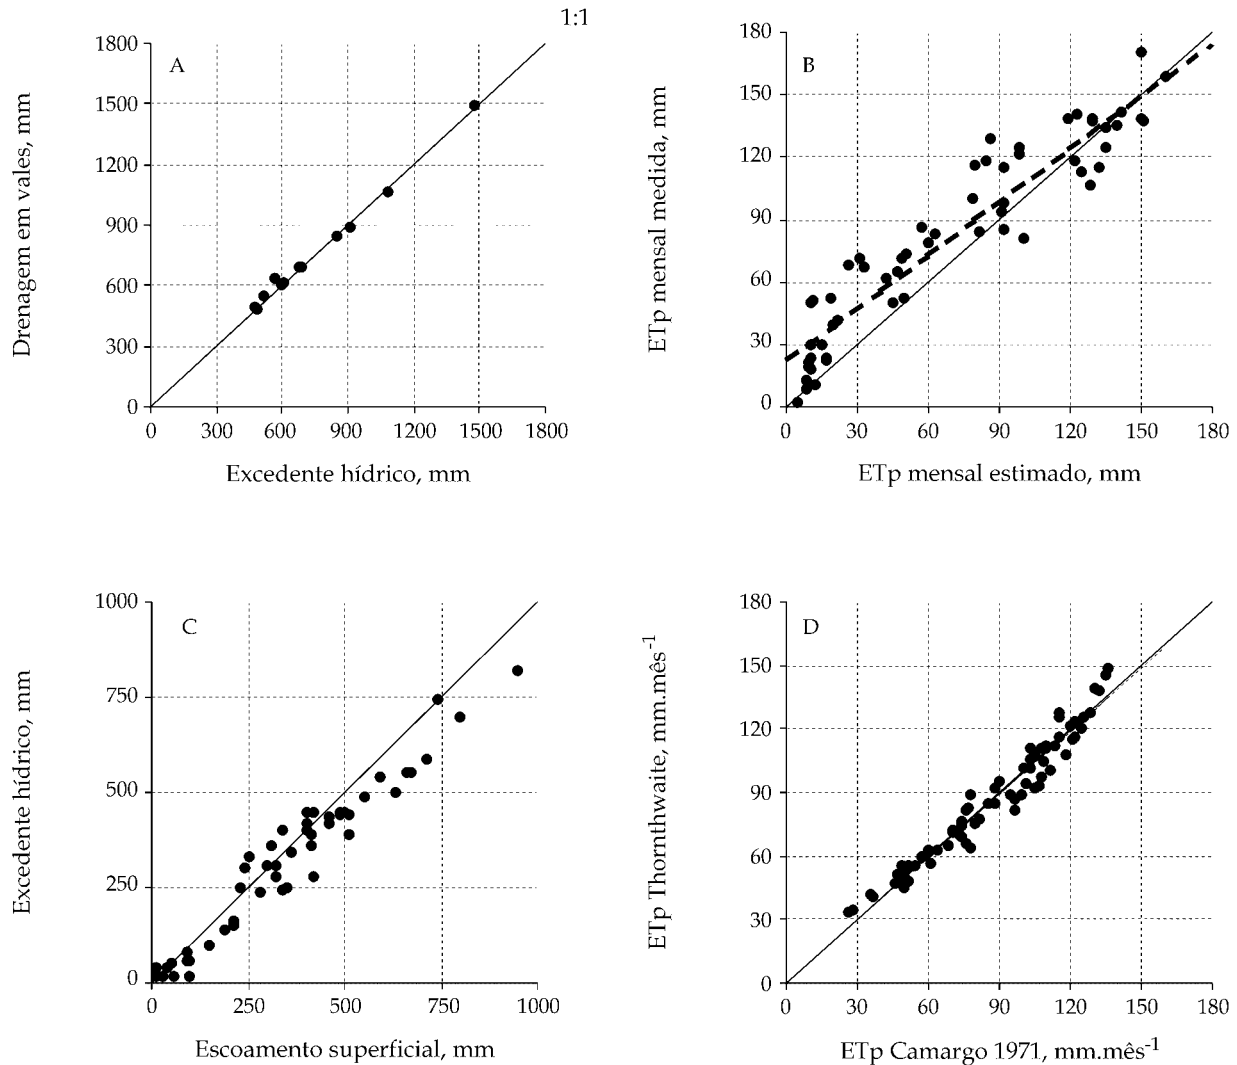 1:1
A
1800
1500
1200
900
600
300
0
0 300 600 900 1200 1500 1800
Drenagem em vales, mm
Excedente hídrico, mm
B
180
150
120
90
60
30
0
0 30 60 90 120 150 180
ETp mensal medida, mm
ETp mensal estimado, mm
C
1000
750
500
250
0
0 250 500 750 1000
Excedente hídrico, mm
Escoamento superficial, mm
D
180
150
120
90
60
30
0
0 30 60 90 120 150 180
ETp Thornthwaite, mm.mês⁻¹
ETp Camargo 1971, mm.mês⁻¹